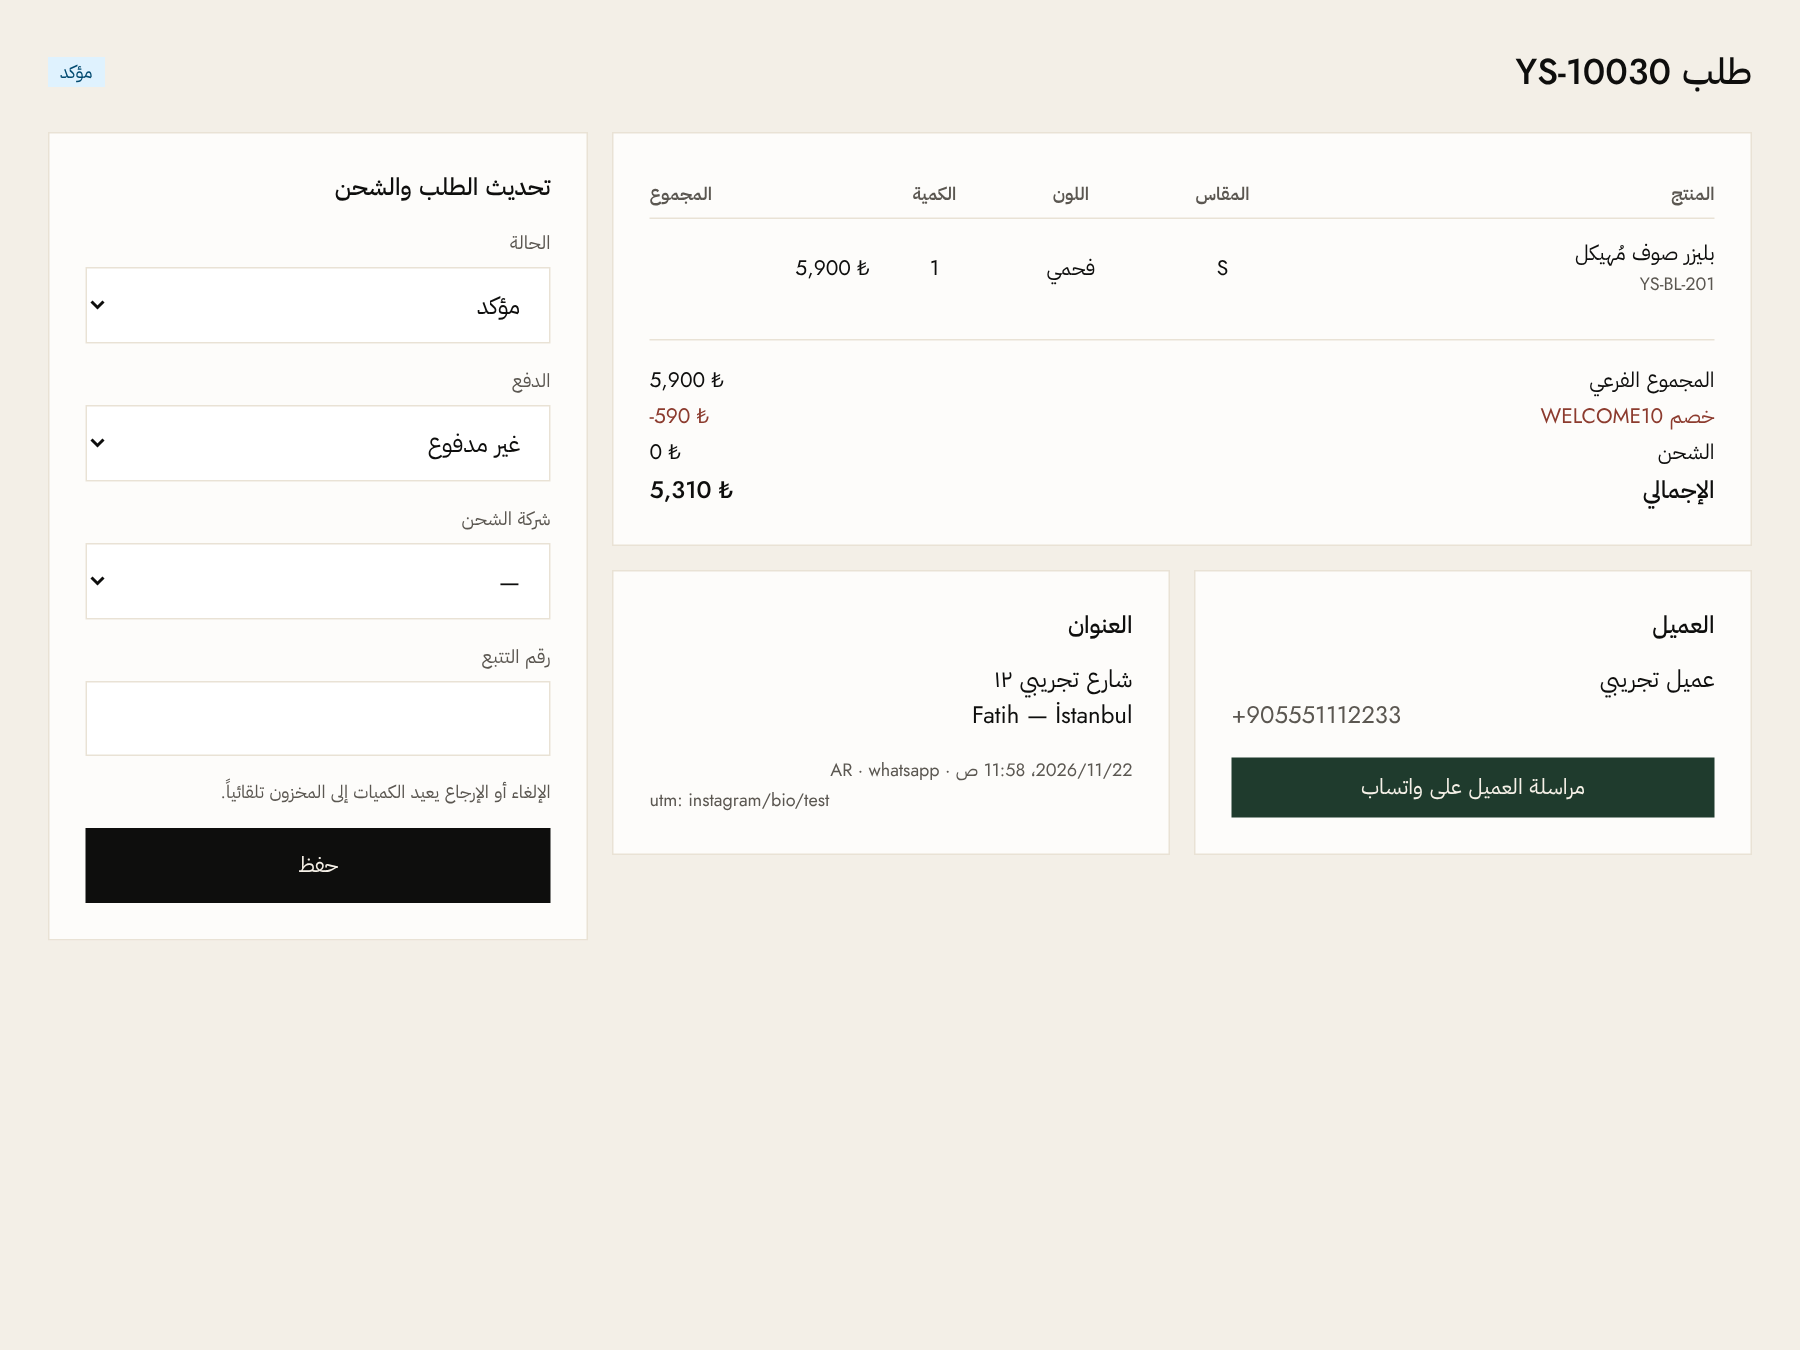 طلب YS-10030
مؤكد
المنتج المقاس اللون الكمية المجموع
بليزر صوف مُهيكل S فحمي 1 5,900 ₺
YS-BL-201
المجموع الفرعي 5,900 ₺
خصم WELCOME10 -590 ₺
الشحن 0 ₺
الإجمالي 5,310 ₺
العميل
عميل تجريبي
+905551112233
مراسلة العميل على واتساب
العنوان
شارع تجريبي ١٢
Fatih — İstanbul
2026/11/22، 11:58 ص · AR · whatsapp
utm: instagram/bio/test
تحديث الطلب والشحن
الحالة
مؤكد
الدفع
غير مدفوع
شركة الشحن
—
رقم التتبع
الإلغاء أو الإرجاع يعيد الكميات إلى المخزون تلقائياً.
حفظ